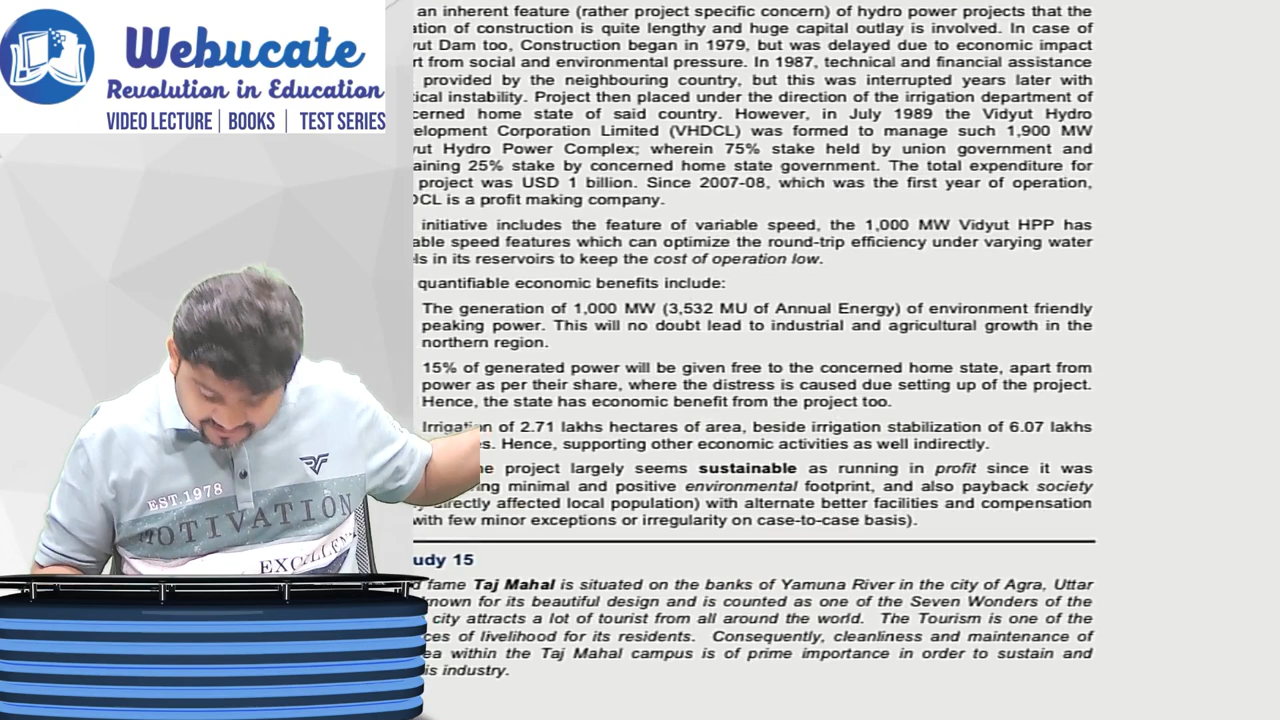 Webucate
Revolution in Education
VIDEO LECTURE | BOOKS | TEST SERIES
an inherent feature (rather project specific concern) of hydro power projects that the
ation of construction is quite lengthy and huge capital outlay is involved. In case of
yut Dam too, Construction began in 1979, but was delayed due to economic impact
rt from social and environmental pressure. In 1987, technical and financial assistance
provided by the neighbouring country, but this was interrupted years later with
ical instability. Project then placed under the direction of the irrigation department of
cerned home state of said country. However, in July 1989 the Vidyut Hydro
elopment Corporation Limited (VHDCL) was formed to manage such 1,900 MW
yut Hydro Power Complex; wherein 75% stake held by union government and
aining 25% stake by concerned home state government. The total expenditure for
project was USD 1 billion. Since 2007-08, which was the first year of operation,
DCL is a profit making company.
initiative includes the feature of variable speed, the 1,000 MW Vidyut HPP has
able speed features which can optimize the round-trip efficiency under varying water
ls in its reservoirs to keep the cost of operation low.
quantifiable economic benefits include:
The generation of 1,000 MW (3,532 MU of Annual Energy) of environment friendly
peaking power. This will no doubt lead to industrial and agricultural growth in the
northern region.
15% of generated power will be given free to the concerned home state, apart from
power as per their share, where the distress is caused due setting up of the project.
Hence, the state has economic benefit from the project too.
Irrigation of 2.71 lakhs hectares of area, beside irrigation stabilization of 6.07 lakhs
s. Hence, supporting other economic activities as well indirectly.
e project largely seems sustainable as running in profit since it was
ng minimal and positive environmental footprint, and also payback society
directly affected local population) with alternate better facilities and compensation
with few minor exceptions or irregularity on case-to-case basis).
udy 15
d fame Taj Mahal is situated on the banks of Yamuna River in the city of Agra, Uttar
known for its beautiful design and is counted as one of the Seven Wonders of the
city attracts a lot of tourist from all around the world. The Tourism is one of the
ces of livelihood for its residents. Consequently, cleanliness and maintenance of
ea within the Taj Mahal campus is of prime importance in order to sustain and
is industry.
EST.1978
MOTIVATION
EXCELLEN